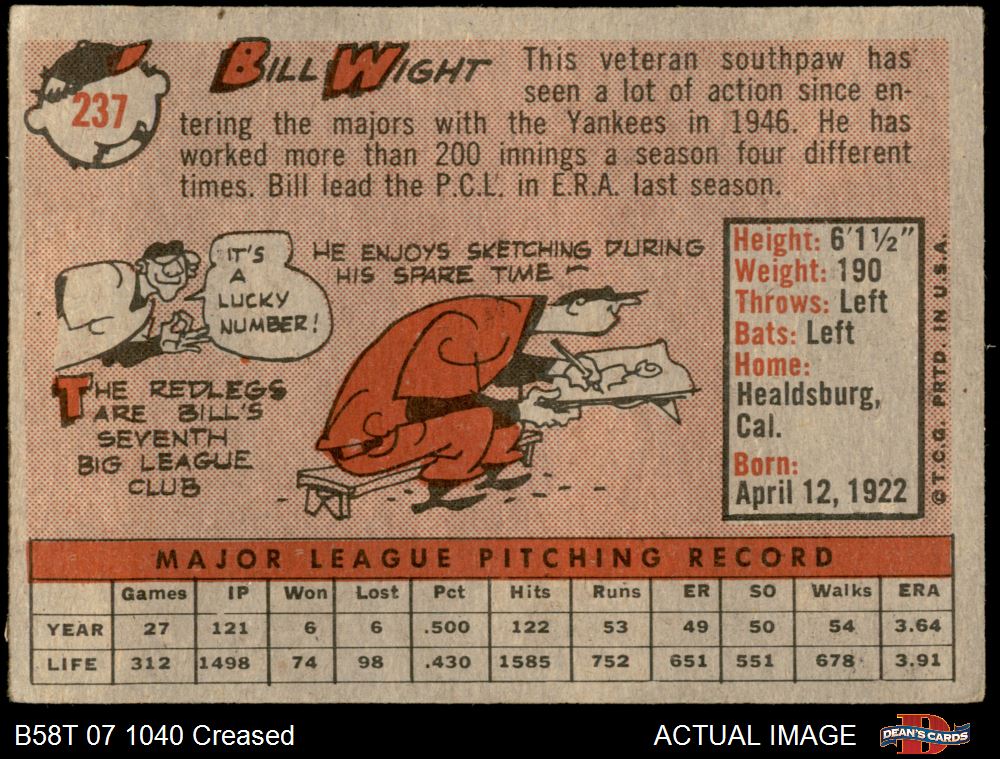 237
BILL WIGHT
This veteran southpaw has
seen a lot of action since en-
tering the majors with the Yankees in 1946. He has
worked more than 200 innings a season four different
times. Bill lead the P.C.L. in E.R.A. last season.
IT'S
A
LUCKY
NUMBER!
HE ENJOYS SKETCHING DURING
HIS SPARE TIME –
THE REDLEGS
ARE BILL'S
SEVENTH
BIG LEAGUE
CLUB
Height: 6'1½"
Weight: 190
Throws: Left
Bats: Left
Home:
Healdsburg,
Cal.
Born:
April 12, 1922
© T.C.G. PRTD. IN U.S.A.
MAJOR LEAGUE PITCHING RECORD
Games IP Won Lost Pct Hits Runs ER SO Walks ERA
YEAR 27 121 6 6 .500 122 53 49 50 54 3.64
LIFE 312 1498 74 98 .430 1585 752 651 551 678 3.91
B58T 07 1040 Creased
ACTUAL IMAGE
D
DEAN'S CARDS